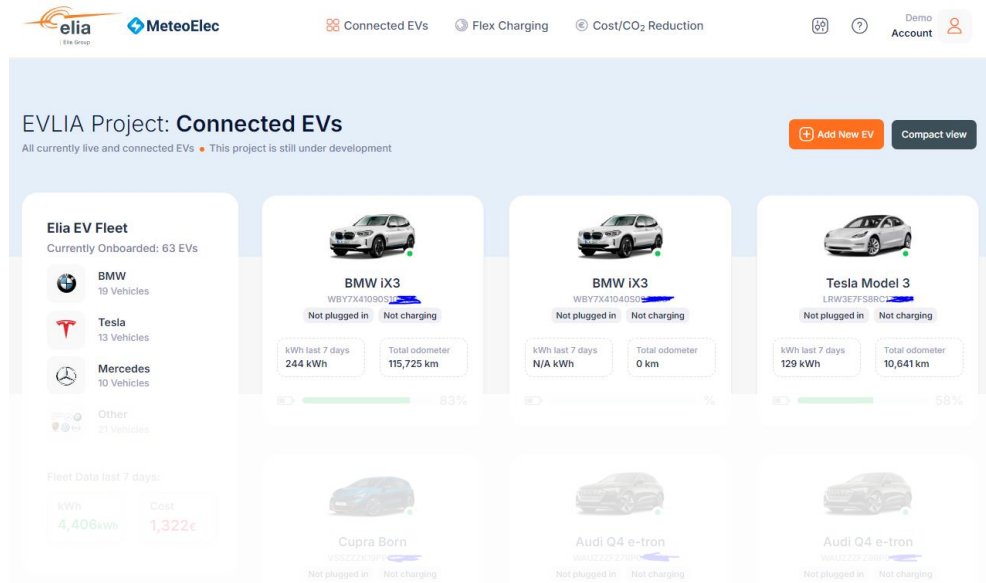 elia
Elia Group
MeteoElec
Connected EVs
Flex Charging
Cost/CO₂ Reduction
Demo
Account
EVLIA Project: Connected EVs
All currently live and connected EVs • This project is still under development
Add New EV
Compact view
Elia EV Fleet
Currently Onboarded: 63 EVs
BMW
19 Vehicles
Tesla
13 Vehicles
Mercedes
10 Vehicles
Other
21 Vehicles
Fleet Data last 7 days:
kWh
4,406kWh
Cost
1,322€
BMW iX3
WBY7X41090S1
Not plugged in
Not charging
kWh last 7 days
244 kWh
Total odometer
115,725 km
83%
BMW iX3
WBY7X41040S0
Not plugged in
Not charging
kWh last 7 days
N/A kWh
Total odometer
0 km
%
Tesla Model 3
LRW3E7FS8RC1
Not plugged in
Not charging
kWh last 7 days
129 kWh
Total odometer
10,641 km
58%
Cupra Born
Not plugged in
Not charging
Audi Q4 e-tron
Not plugged in
Not charging
Audi Q4 e-tron
Not plugged in
Not charging